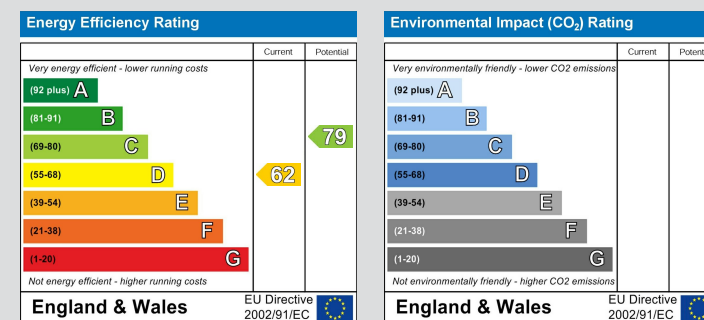 Energy Efficiency Rating
Current Potential
Very energy efficient - lower running costs
(92 plus) A
(81-91) B
(69-80) C
79
(55-68) D
62
(39-54) E
(21-38) F
(1-20) G
Not energy efficient - higher running costs
England & Wales
EU Directive
2002/91/EC
Environmental Impact (CO₂) Rating
Current Potent
Very environmentally friendly - lower CO2 emissions
(92 plus) A
(81-91) B
(69-80) C
(55-68) D
(39-54) E
(21-38) F
(1-20) G
Not environmentally friendly - higher CO2 emissions
England & Wales
EU Directive
2002/91/EC